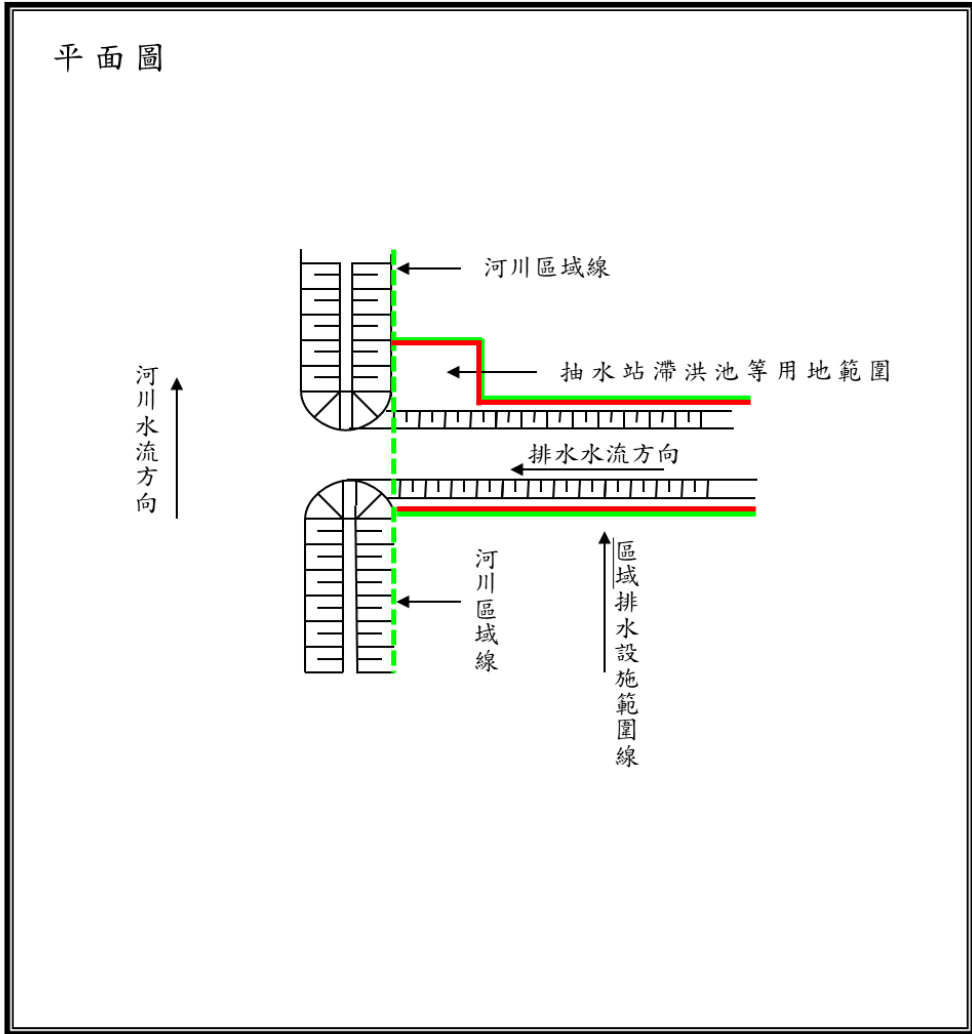 平面圖
河川區域線
抽水站滯洪池等用地範圍
河川水流方向
排水水流方向
河川區域線
區域排水設施範圍線